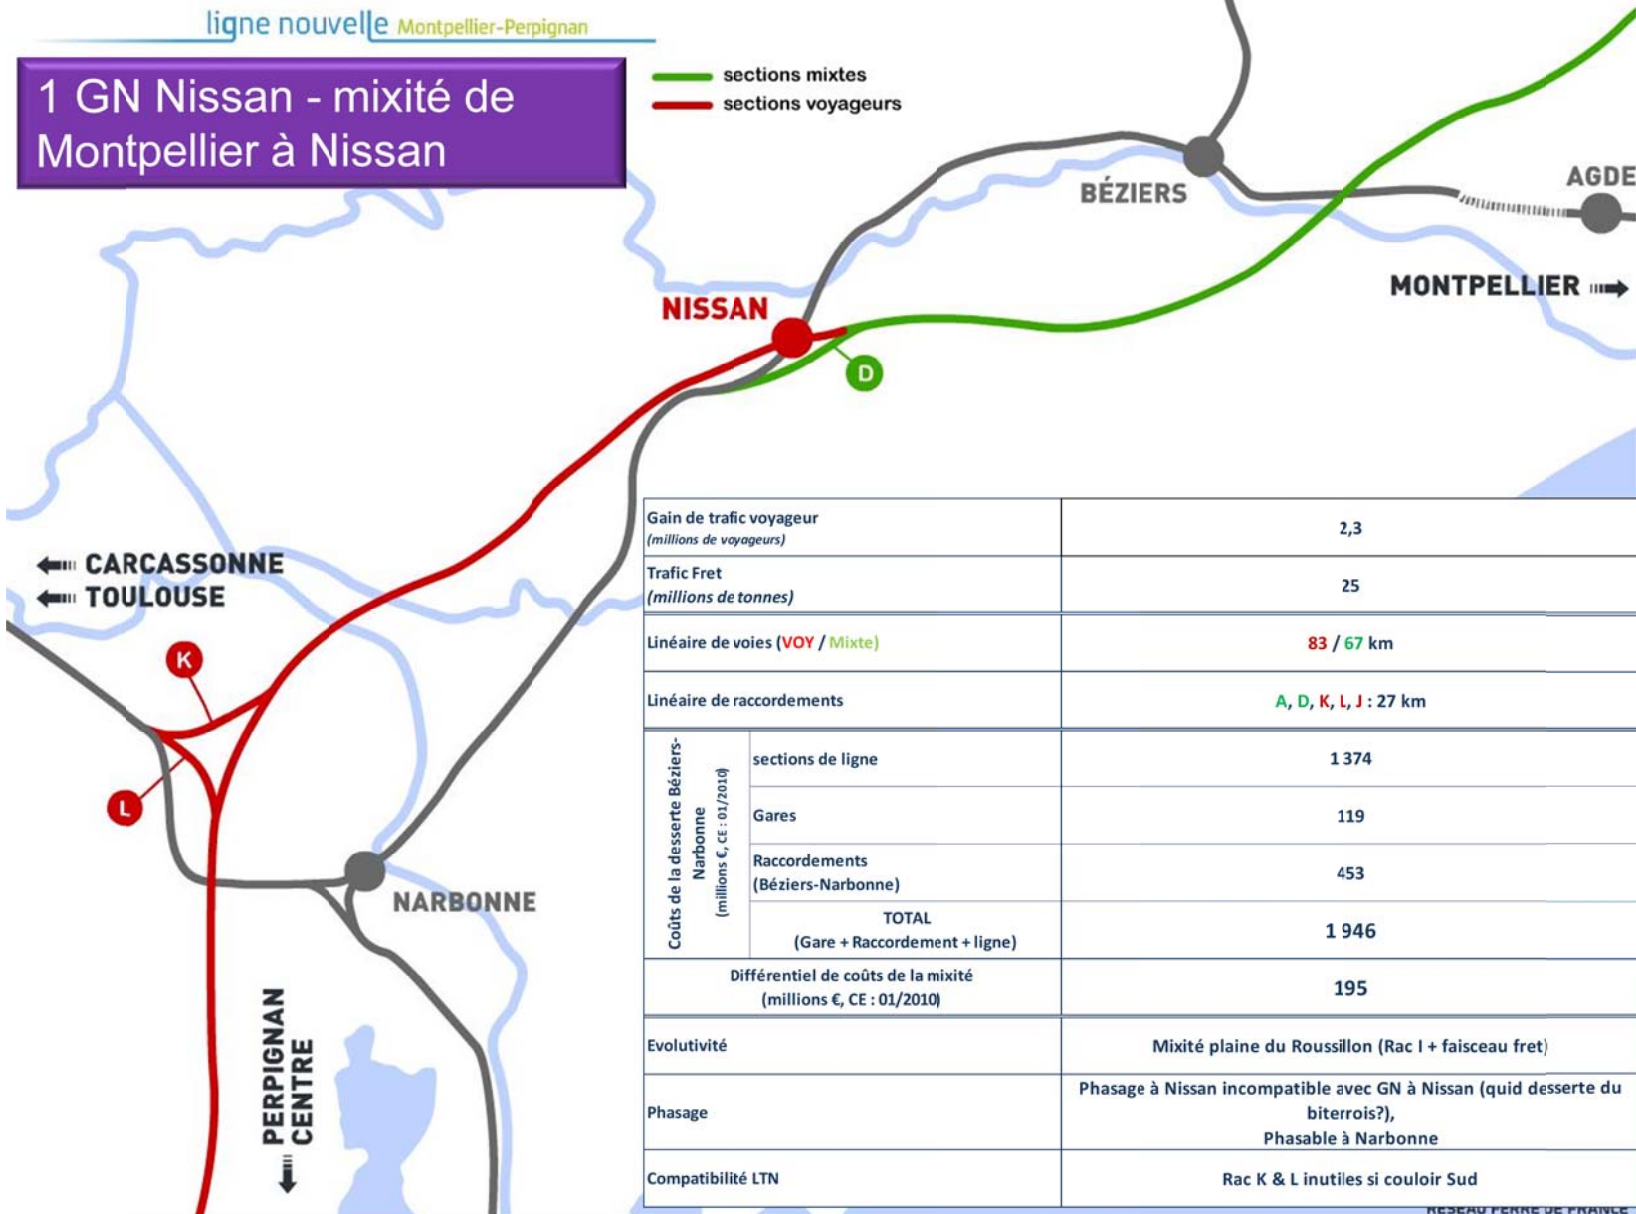 ligne nouvelle Montpellier-Perpignan
1 GN Nissan - mixité de
Montpellier à Nissan
sections mixtes
sections voyageurs
BÉZIERS
AGDE
MONTPELLIER
NISSAN
D
CARCASSONNE
TOULOUSE
K
L
NARBONNE
PERPIGNAN
CENTRE
Gain de trafic voyageur
(millions de voyageurs)
2,3
Trafic Fret
(millions de tonnes)
25
Linéaire de voies (VOY / Mixte)
83 / 67 km
Linéaire de raccordements
A, D, K, L, J : 27 km
Coûts de la desserte Béziers-
Narbonne
(millions €, CE : 01/2010)
sections de ligne
1 374
Gares
119
Raccordements
(Béziers-Narbonne)
453
TOTAL
(Gare + Raccordement + ligne)
1 946
Différentiel de coûts de la mixité
(millions €, CE : 01/2010)
195
Evolutivité
Mixité plaine du Roussillon (Rac I + faisceau fret)
Phasage
Phasage à Nissan incompatible avec GN à Nissan (quid desserte du
biterrois?),
Phasable à Narbonne
Compatibilité LTN
Rac K & L inutiles si couloir Sud
RESEAU FERRE DE FRANCE